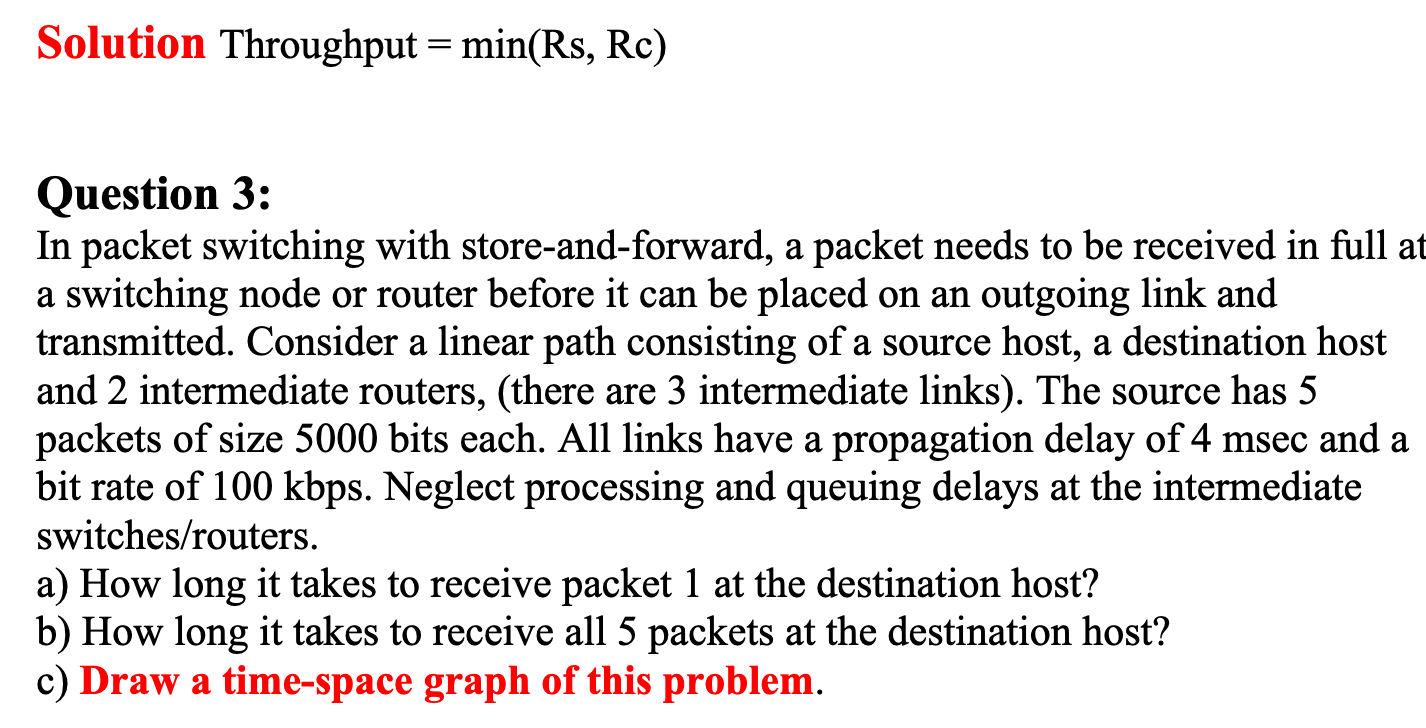 Solution Throughput = min(Rs, Rc)
Question 3:
In packet switching with store-and-forward, a packet needs to be received in full at
a switching node or router before it can be placed on an outgoing link and
transmitted. Consider a linear path consisting of a source host, a destination host
and 2 intermediate routers, (there are 3 intermediate links). The source has 5
packets of size 5000 bits each. All links have a propagation delay of 4 msec and a
bit rate of 100 kbps. Neglect processing and queuing delays at the intermediate
switches/routers.
a) How long it takes to receive packet 1 at the destination host?
b) How long it takes to receive all 5 packets at the destination host?
c) Draw a time-space graph of this problem.